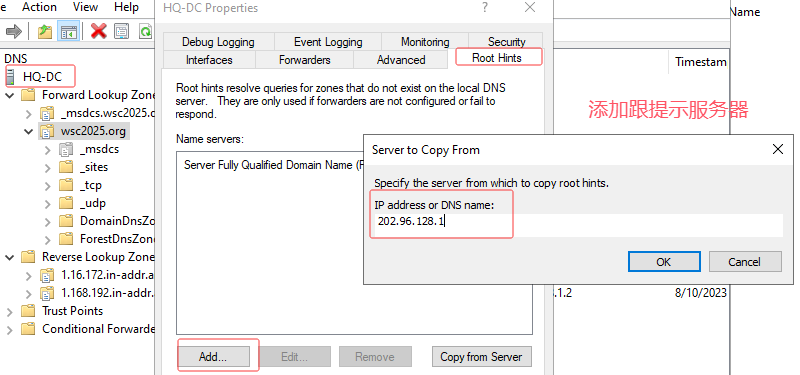 Action View Help
Name
DNS
HQ-DC
Forward Lookup Zone
_msdcs.wsc2025.o
wsc2025.org
_msdcs
_sites
_tcp
_udp
DomainDnsZo
ForestDnsZone
Reverse Lookup Zone
1.16.172.in-addr.a
1.168.192.in-addr.
Trust Points
Conditional Forwarde
HQ-DC Properties
?
Debug Logging Event Logging Monitoring Security
Interfaces Forwarders Advanced Root Hints
Root hints resolve queries for zones that do not exist on the local DNS
server. They are only used if forwarders are not configured or fail to
respond.
Name servers:
Server Fully Qualified Domain Name (F
Add... Edit... Remove Copy from Server
Timestam
添加跟提示服务器
Server to Copy From
Specify the server from which to copy root hints.
IP address or DNS name:
202.96.128.1
OK Cancel
.1.2 8/10/2023